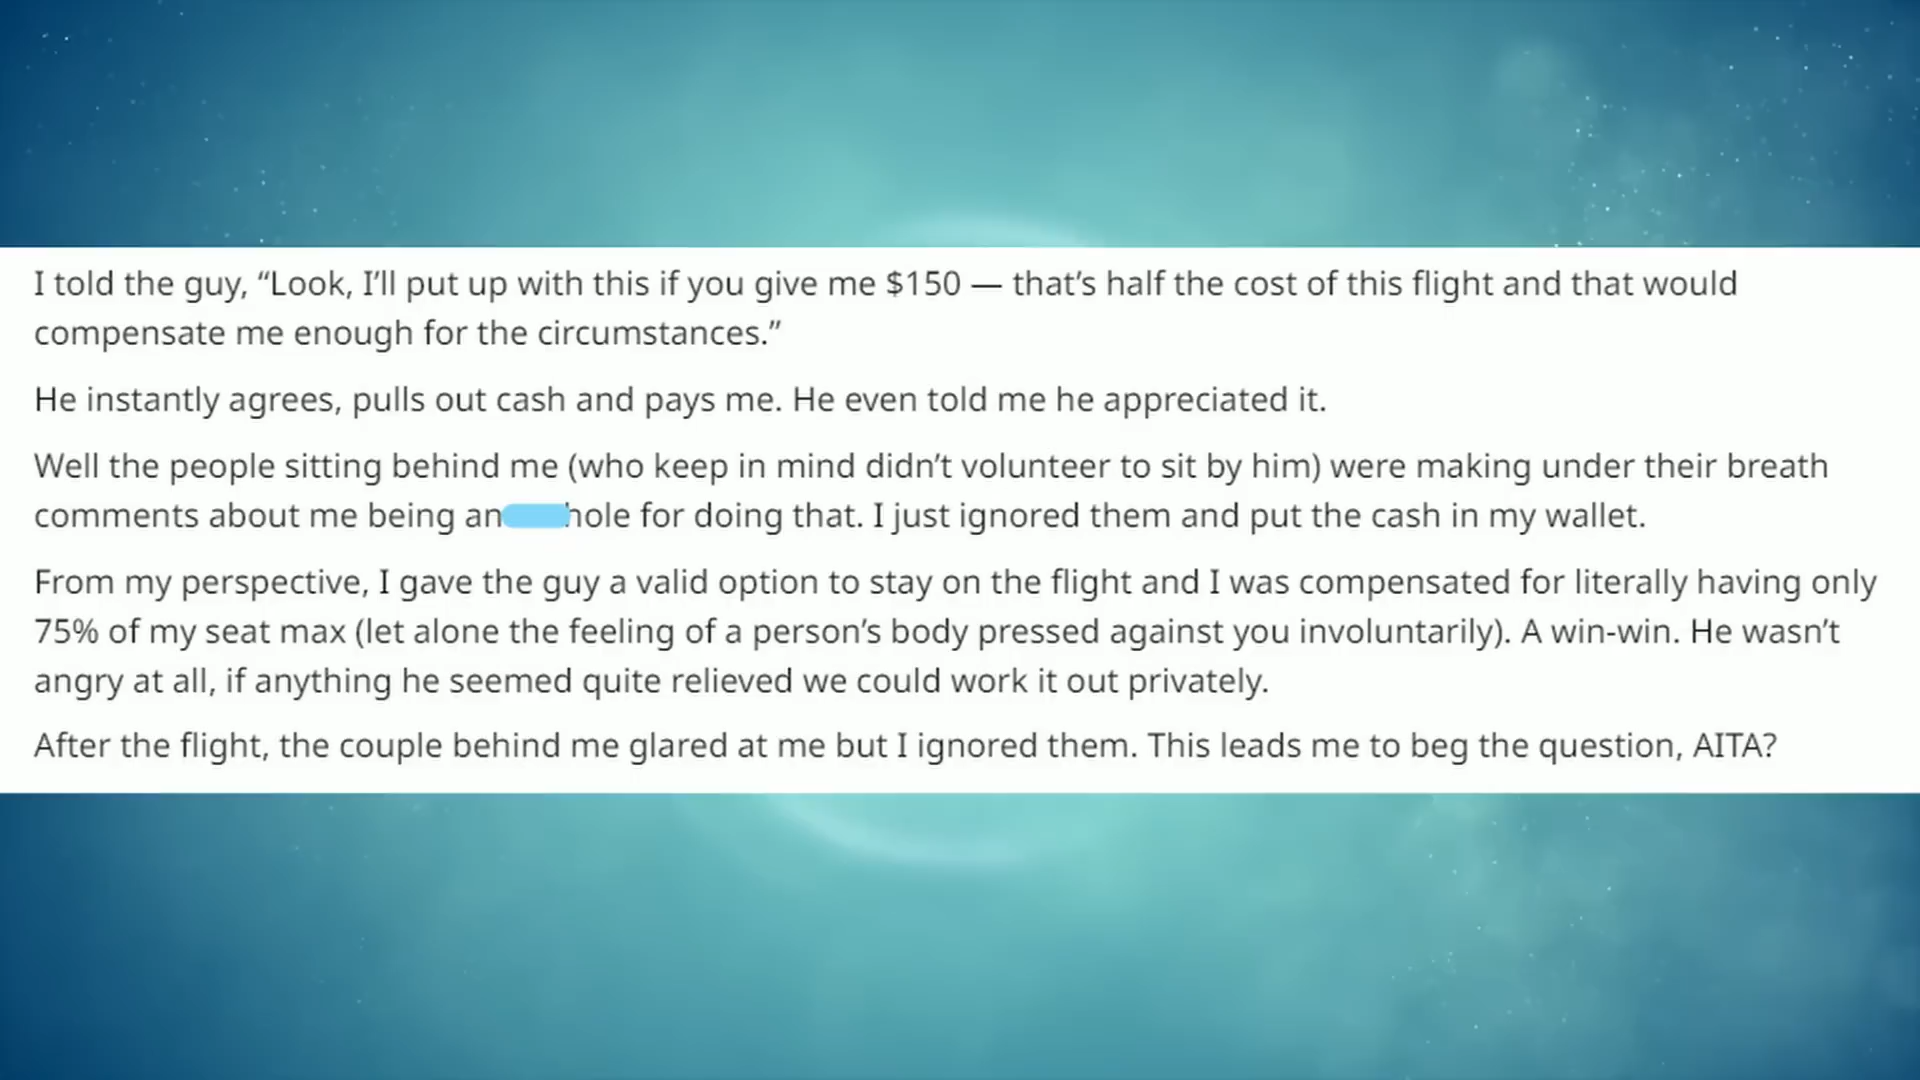 I told the guy, “Look, I’ll put up with this if you give me $150 — that’s half the cost of this flight and that would
compensate me enough for the circumstances.”
He instantly agrees, pulls out cash and pays me. He even told me he appreciated it.
Well the people sitting behind me (who keep in mind didn’t volunteer to sit by him) were making under their breath
comments about me being an hole for doing that. I just ignored them and put the cash in my wallet.
From my perspective, I gave the guy a valid option to stay on the flight and I was compensated for literally having only
75% of my seat max (let alone the feeling of a person’s body pressed against you involuntarily). A win-win. He wasn’t
angry at all, if anything he seemed quite relieved we could work it out privately.
After the flight, the couple behind me glared at me but I ignored them. This leads me to beg the question, AITA?